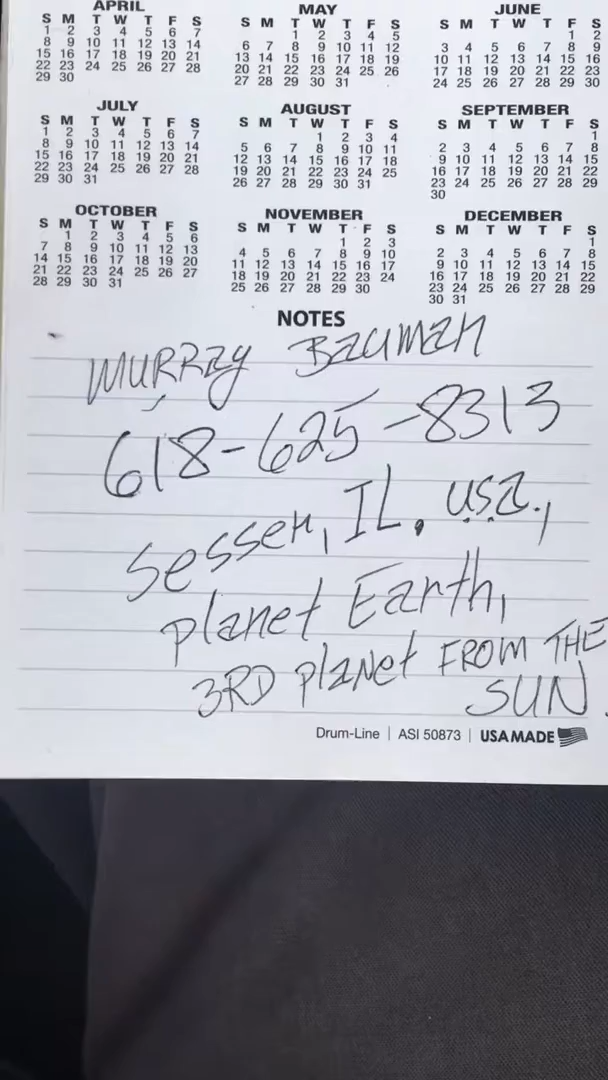 APRIL
S M T W T F S
1 2 3 4 5 6 7
8 9 10 11 12 13 14
15 16 17 18 19 20 21
22 23 24 25 26 27 28
29 30
MAY
S M T W T F S
1 2 3 4 5
6 7 8 9 10 11 12
13 14 15 16 17 18 19
20 21 22 23 24 25 26
27 28 29 30 31
JUNE
S M T W T F S
1 2
3 4 5 6 7 8 9
10 11 12 13 14 15 16
17 18 19 20 21 22 23
24 25 26 27 28 29 30
JULY
S M T W T F S
1 2 3 4 5 6 7
8 9 10 11 12 13 14
15 16 17 18 19 20 21
22 23 24 25 26 27 28
29 30 31
AUGUST
S M T W T F S
1 2 3 4
5 6 7 8 9 10 11
12 13 14 15 16 17 18
19 20 21 22 23 24 25
26 27 28 29 30 31
SEPTEMBER
S M T W T F S
1
2 3 4 5 6 7 8
9 10 11 12 13 14 15
16 17 18 19 20 21 22
23 24 25 26 27 28 29
30
OCTOBER
S M T W T F S
1 2 3 4 5 6
7 8 9 10 11 12 13
14 15 16 17 18 19 20
21 22 23 24 25 26 27
28 29 30 31
NOVEMBER
S M T W T F S
1 2 3
4 5 6 7 8 9 10
11 12 13 14 15 16 17
18 19 20 21 22 23 24
25 26 27 28 29 30
DECEMBER
S M T W T F S
1
2 3 4 5 6 7 8
9 10 11 12 13 14 15
16 17 18 19 20 21 22
23 24 25 26 27 28 29
30 31
NOTES
MURRay Bauman
618-625-8313
Sesser, IL. usa.,
planet Earth,
3RD planet FROM THE
SUN.
Drum-Line | ASI 50873 | USA MADE